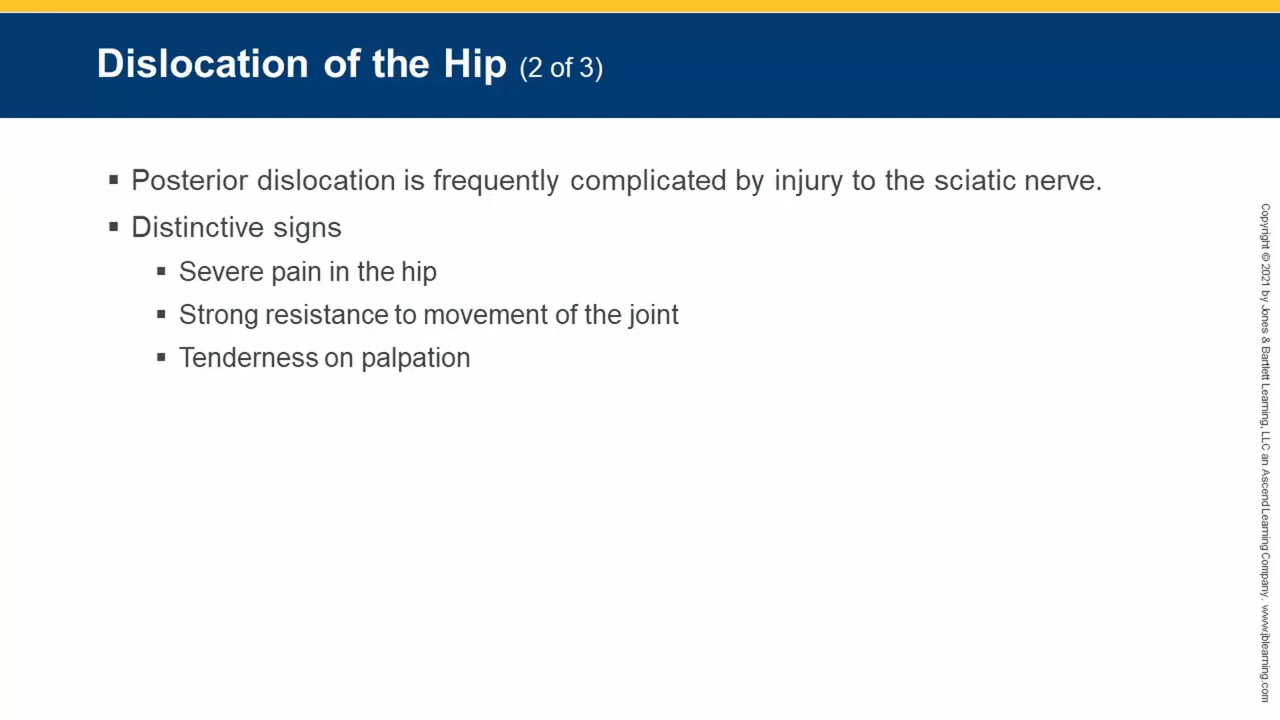 Dislocation of the Hip (2 of 3)
▪ Posterior dislocation is frequently complicated by injury to the sciatic nerve.
▪ Distinctive signs
▪ Severe pain in the hip
▪ Strong resistance to movement of the joint
▪ Tenderness on palpation
Copyright © 2021 by Jones & Bartlett Learning, LLC an Ascend Learning Company. www.jblearning.com